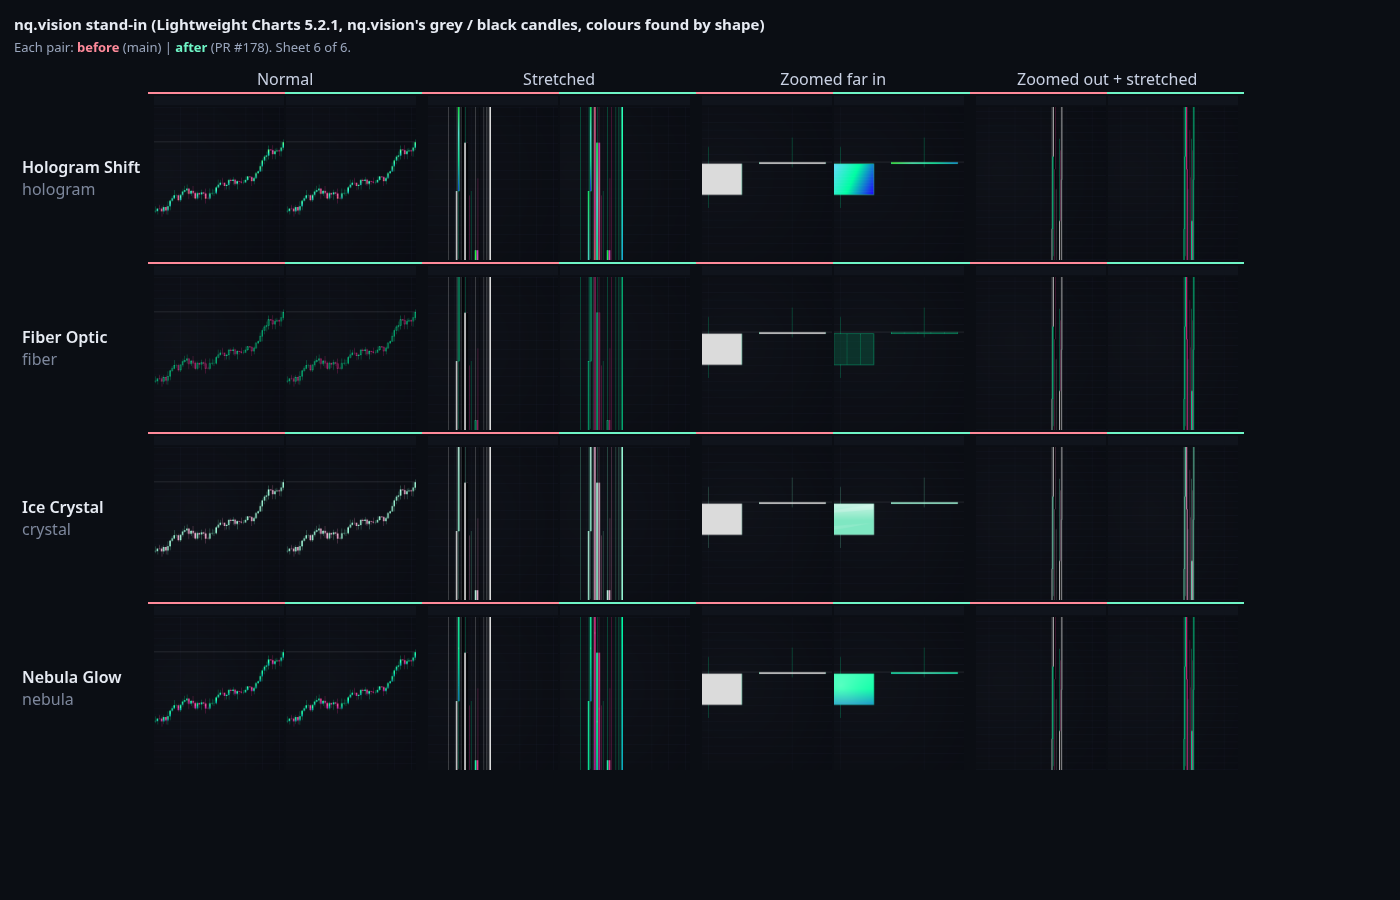 nq.vision stand-in (Lightweight Charts 5.2.1, nq.vision's grey / black candles, colours found by shape)
Each pair: before (main) | after (PR #178). Sheet 6 of 6.
Normal Stretched Zoomed far in Zoomed out + stretched
Hologram Shift
hologram
Fiber Optic
fiber
Ice Crystal
crystal
Nebula Glow
nebula